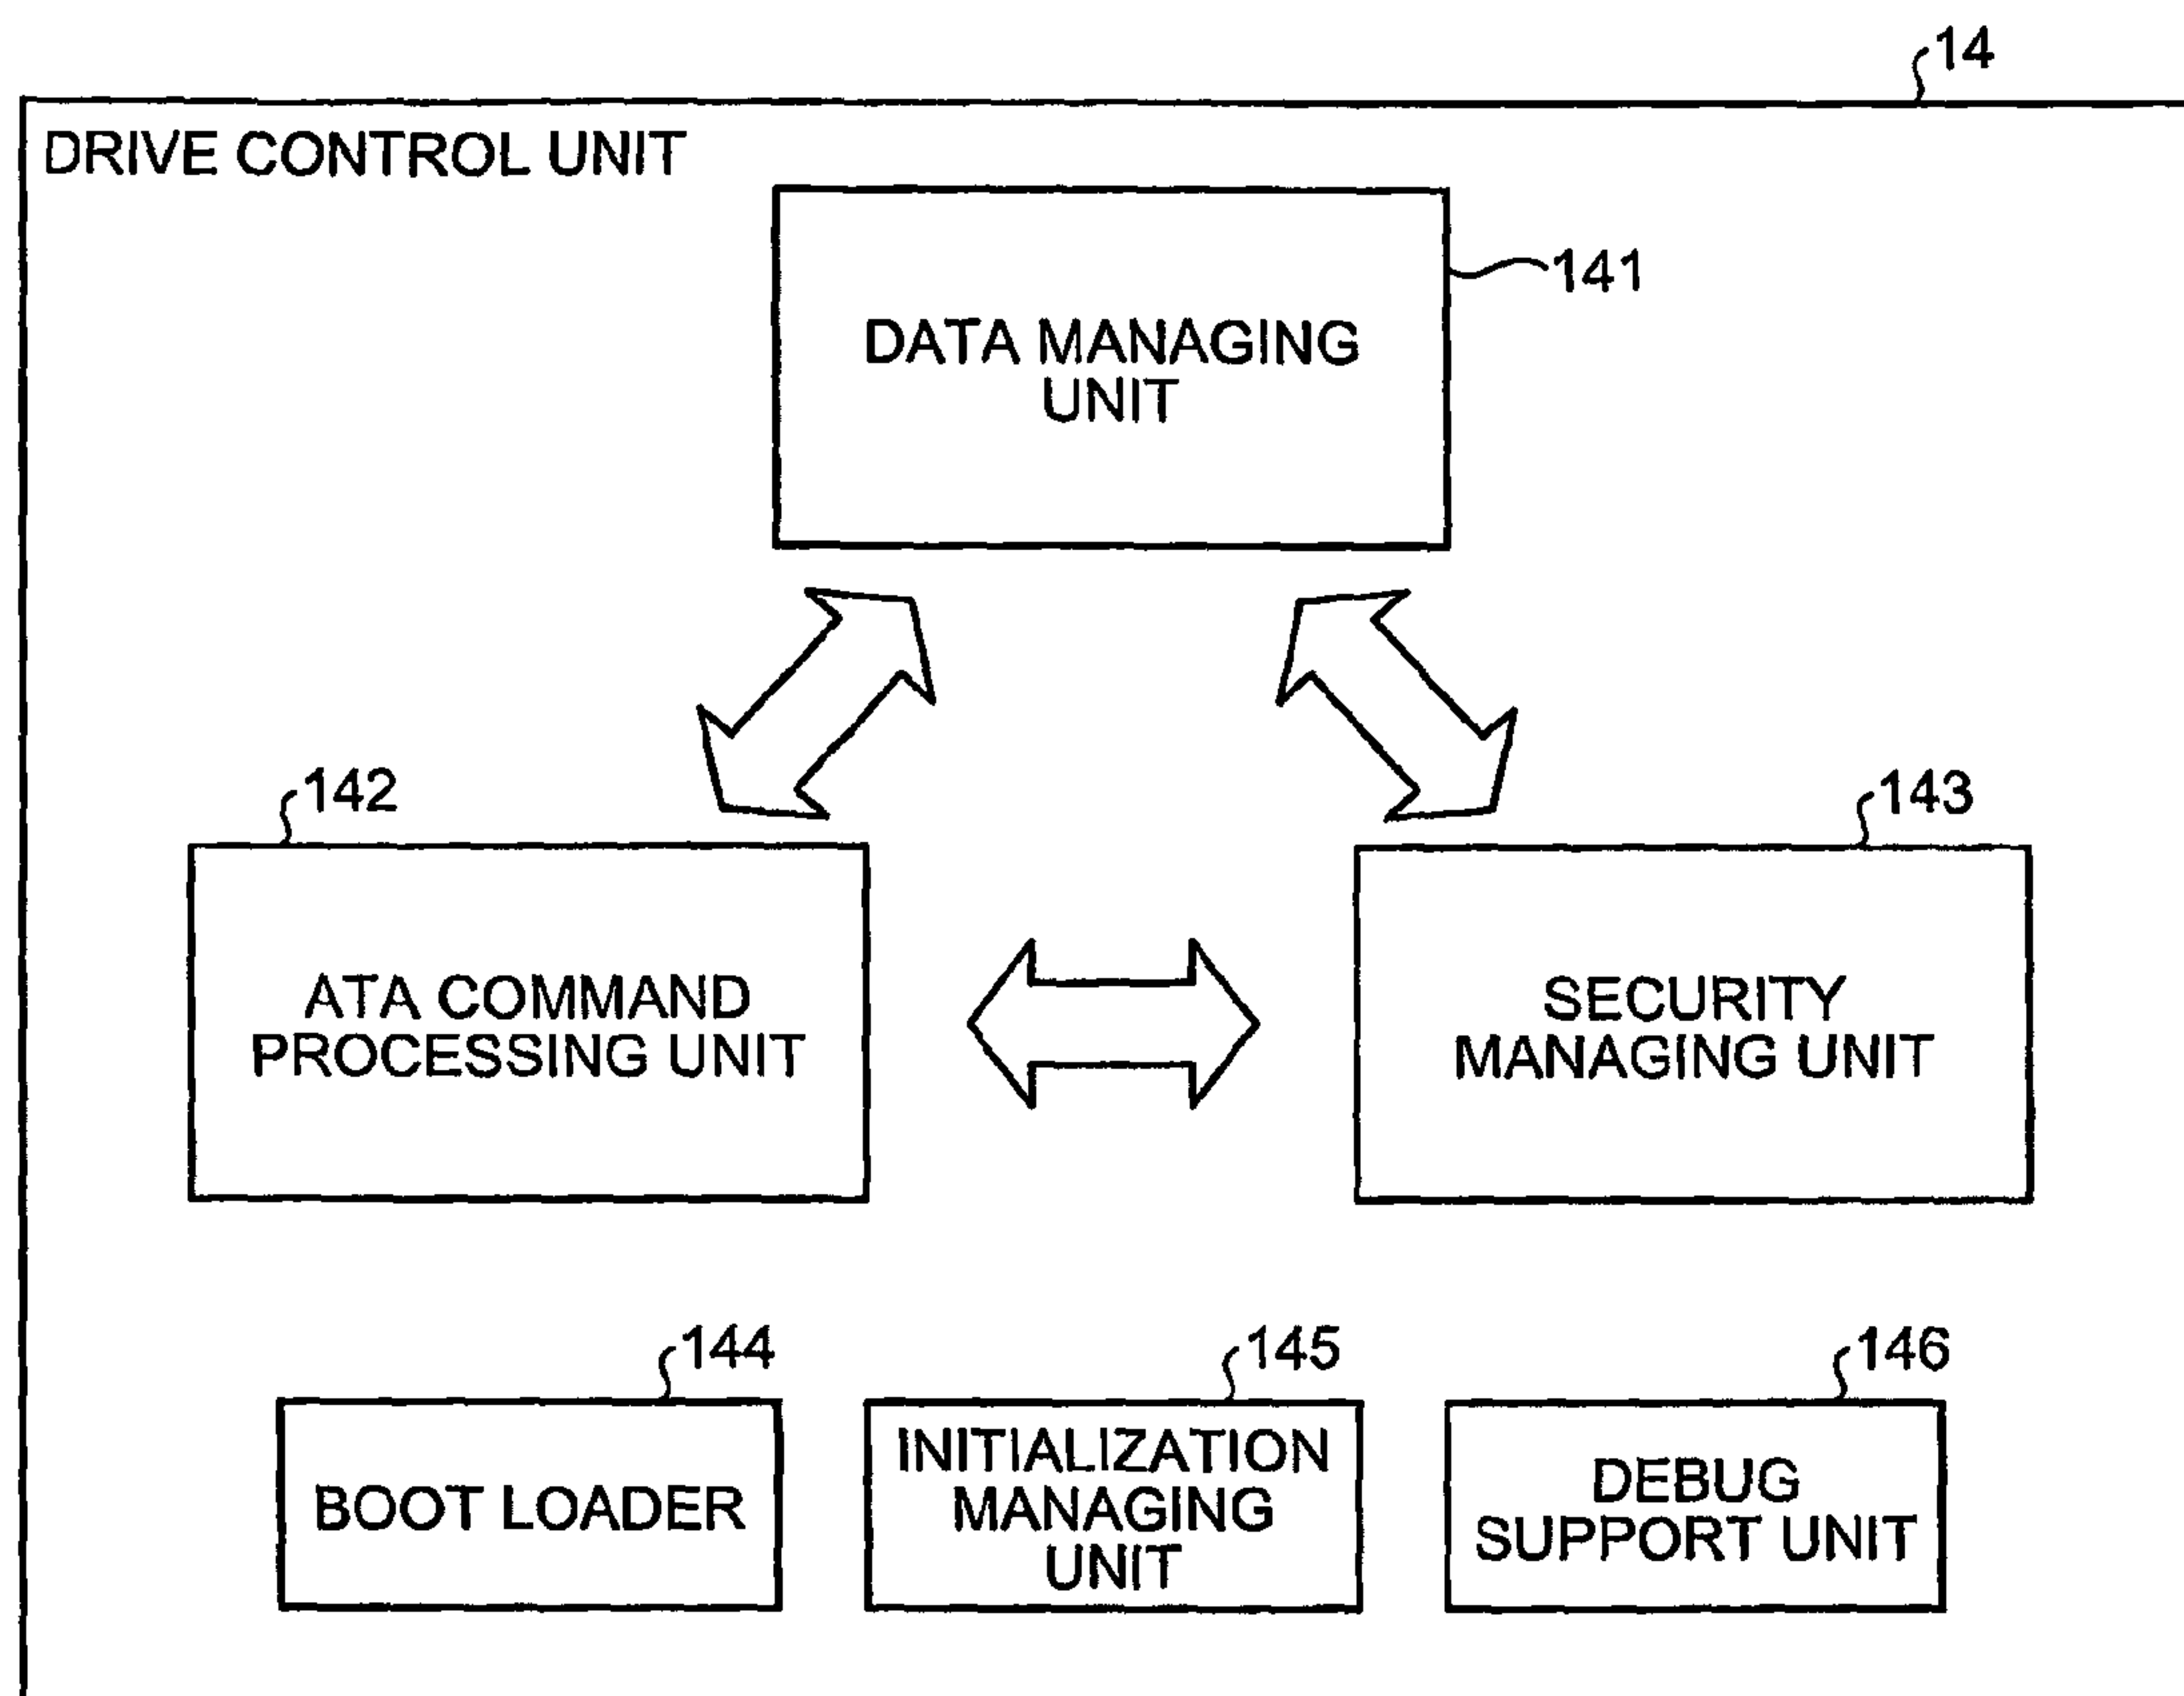 14
DRIVE CONTROL UNIT
141
DATA MANAGING
UNIT
142
143
ATA COMMAND
PROCESSING UNIT
SECURITY
MANAGING UNIT
144
145
146
BOOT LOADER
INITIALIZATION
MANAGING
UNIT
DEBUG
SUPPORT UNIT